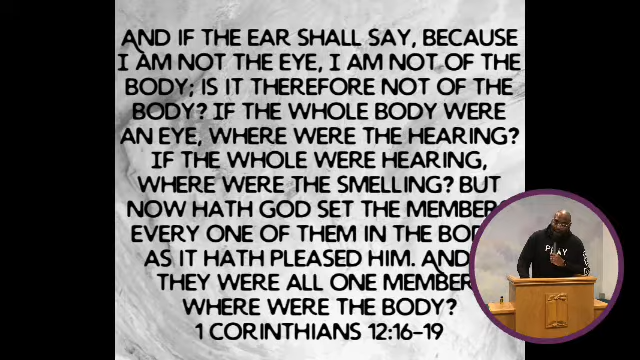 AND IF THE EAR SHALL SAY, BECAUSE
I AM NOT THE EYE, I AM NOT OF THE
BODY; IS IT THEREFORE NOT OF THE
BODY? IF THE WHOLE BODY WERE
AN EYE, WHERE WERE THE HEARING?
IF THE WHOLE WERE HEARING,
WHERE WERE THE SMELLING? BUT
NOW HATH GOD SET THE
EVERY ONE OF THEM IN THE
AS IT HATH PLEASED HIM. AND
THEY WERE ALL ONE
WHERE WERE THE BODY?
1 CORINTHIANS 12:16-19
PRAY